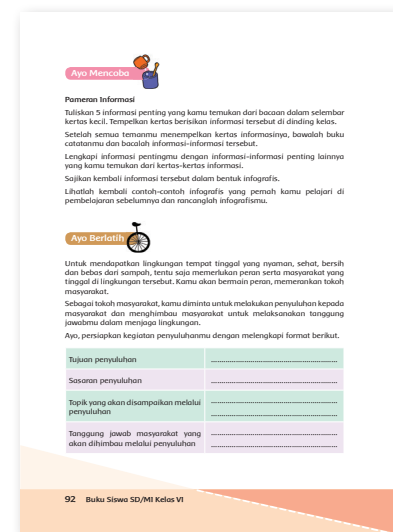 Ayo Mencoba
Pameran Informasi
Tuliskan 5 informasi penting yang kamu temukan dari bacaan dalam selembar
kertas kecil. Tempelkan kertas berisikan informasi tersebut di dinding kelas.
Setelah semua temanmu menempelkan kertas informasinya, bawalah buku
catatanmu dan bacalah informasi-informasi tersebut.
Lengkapi informasi pentingmu dengan informasi-informasi penting lainnya
yang kamu temukan dari kertas-kertas informasi.
Sajikan kembali informasi tersebut dalam bentuk infografis.
Lihatlah kembali contoh-contoh infografis yang pernah kamu pelajari di
pembelajaran sebelumnya dan rancanglah infografismu.
Ayo Berlatih
Untuk mendapatkan lingkungan tempat tinggal yang nyaman, sehat, bersih
dan bebas dari sampah, tentu saja memerlukan peran serta masyarakat yang
tinggal di lingkungan tersebut. Kamu akan bermain peran, memerankan tokoh
masyarakat.
Sebagai tokoh masyarakat, kamu diminta untuk melakukan penyuluhan kepada
masyarakat dan menghimbau masyarakat untuk melaksanakan tanggung
jawabmu dalam menjaga lingkungan.
Ayo, persiapkan kegiatan penyuluhanmu dengan melengkapi format berikut.
Tujuan penyuluhan
Sasaran penyuluhan
Topik yang akan disampaikan melalui
penyuluhan
Tanggung jawab masyarakat yang
akan dihimbau melalui penyuluhan
92 Buku Siswa SD/MI Kelas VI